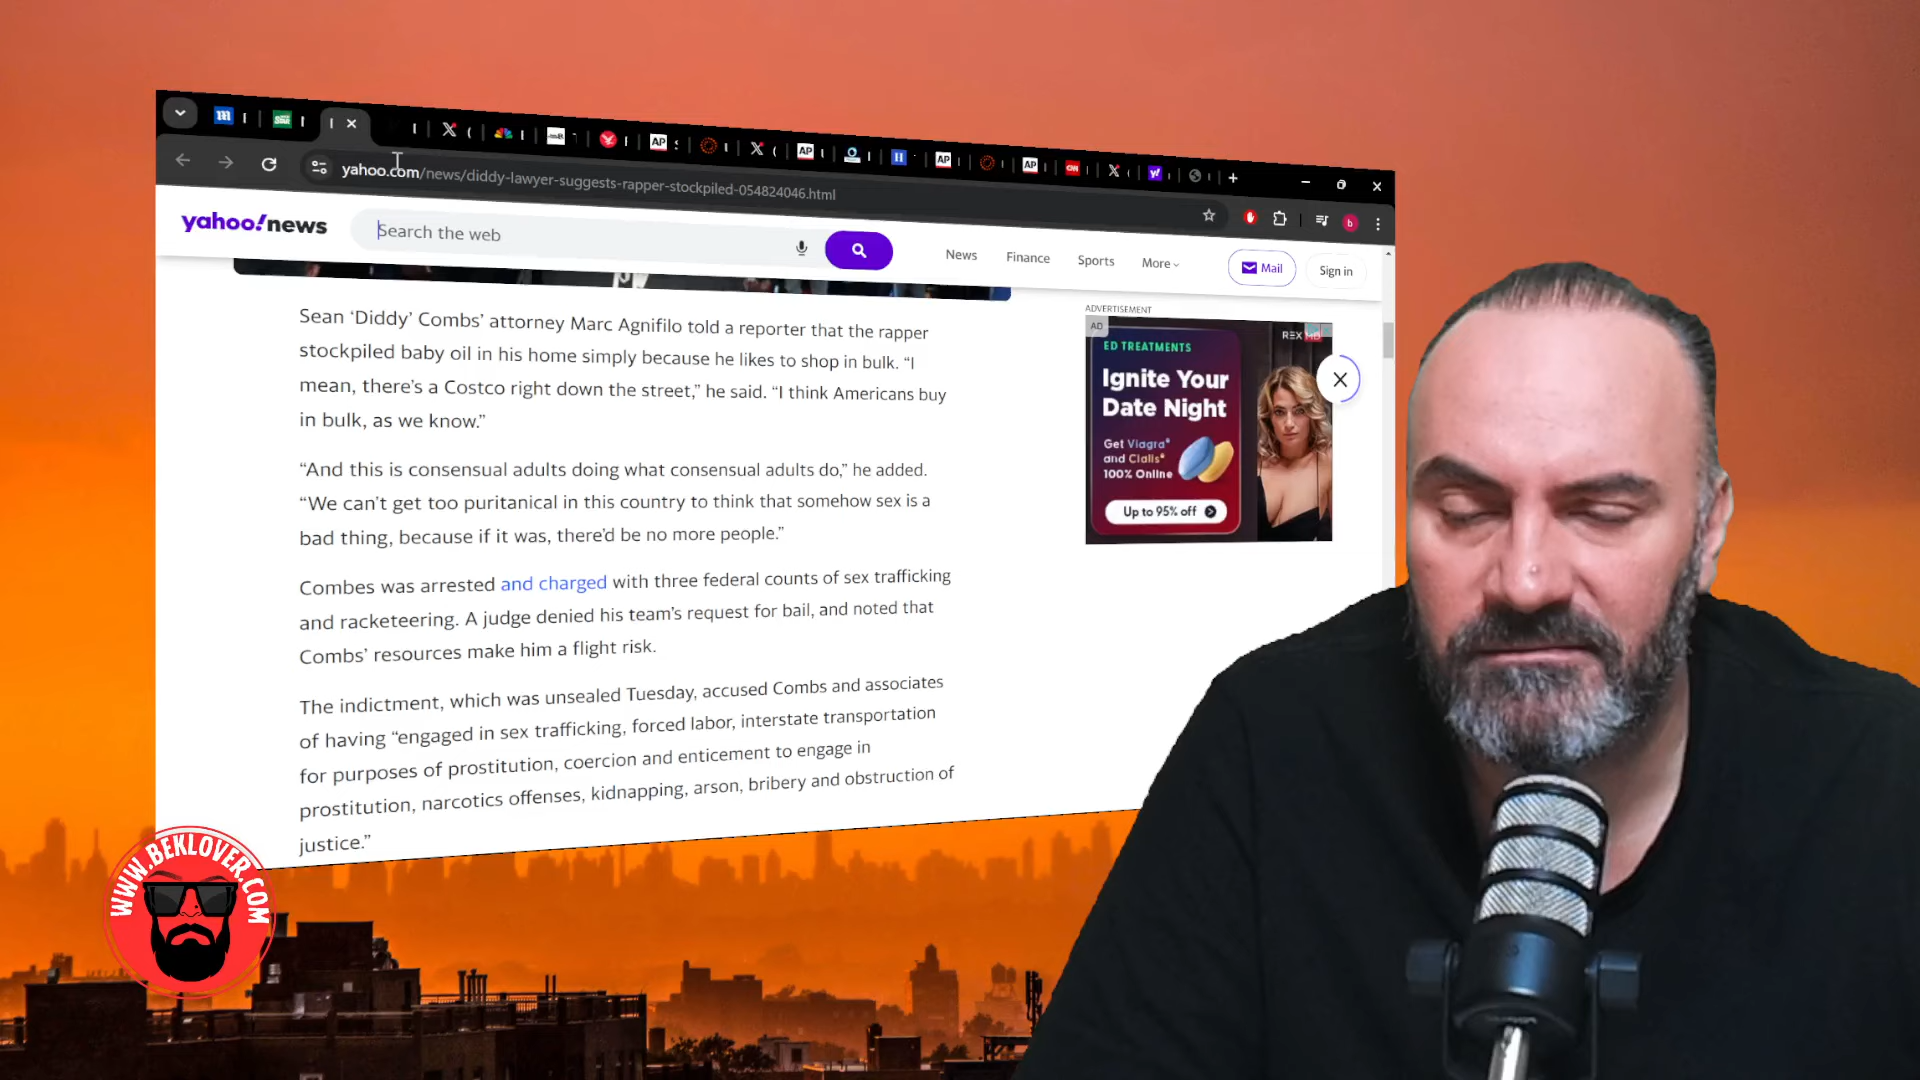 yahoo.com/news/diddy-lawyer-suggests-rapper-stockpiled-054824046.html
yahoo!news
Search the web
News
Finance
Sports
More
Mail
Sign in
Sean ‘Diddy’ Combs’ attorney Marc Agnifilo told a reporter that the rapper
stockpiled baby oil in his home simply because he likes to shop in bulk. “I
mean, there’s a Costco right down the street,” he said. “I think Americans buy
in bulk, as we know.”
“And this is consensual adults doing what consensual adults do,” he added.
“We can’t get too puritanical in this country to think that somehow sex is a
bad thing, because if it was, there’d be no more people.”
Combes was arrested and charged with three federal counts of sex trafficking
and racketeering. A judge denied his team’s request for bail, and noted that
Combs’ resources make him a flight risk.
The indictment, which was unsealed Tuesday, accused Combs and associates
of having “engaged in sex trafficking, forced labor, interstate transportation
for purposes of prostitution, coercion and enticement to engage in
prostitution, narcotics offenses, kidnapping, arson, bribery and obstruction of
justice.”
ADVERTISEMENT
AD
REX MD
ED TREATMENTS
Ignite Your
Date Night
Get Viagra*
and Cialis*
100% Online
Up to 95% off
WWW.BEKLOVER.COM